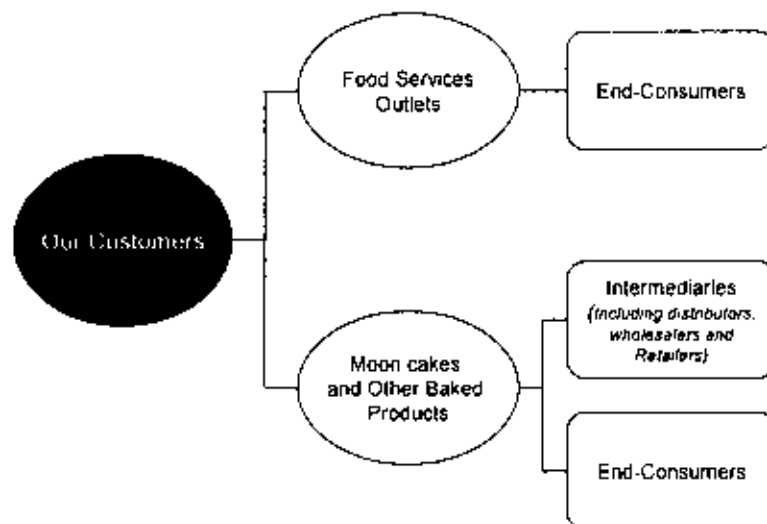 Food Services
Outlets
End-Consumers
Our Customers
Intermediaries
(Including distributors,
wholesalers and
Retailers)
Moon cakes
and Other Baked
Products
End-Consumers